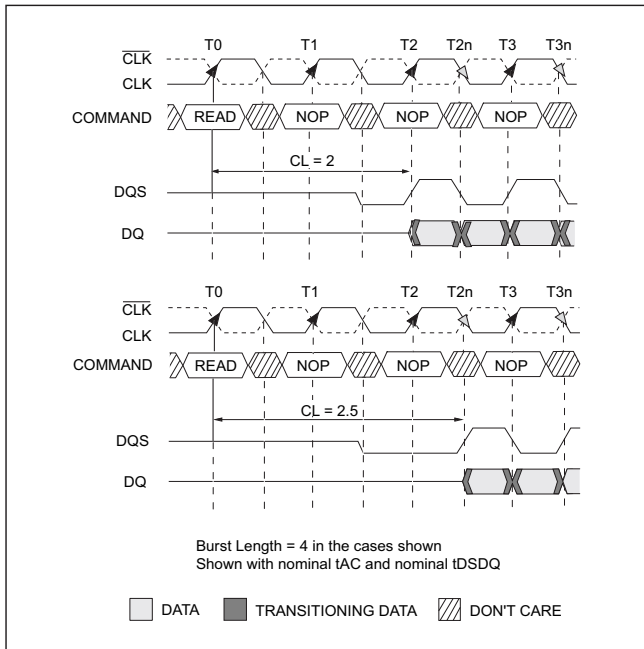 T0 T1 T2 T2n T3 T3n
CLK
CLK
COMMAND READ NOP NOP NOP
CL = 2
DQS
DQ
T0 T1 T2 T2n T3 T3n
CLK
CLK
COMMAND READ NOP NOP NOP
CL = 2.5
DQS
DQ
Burst Length = 4 in the cases shown
Shown with nominal tAC and nominal tDSDQ
DATA TRANSITIONING DATA DON'T CARE